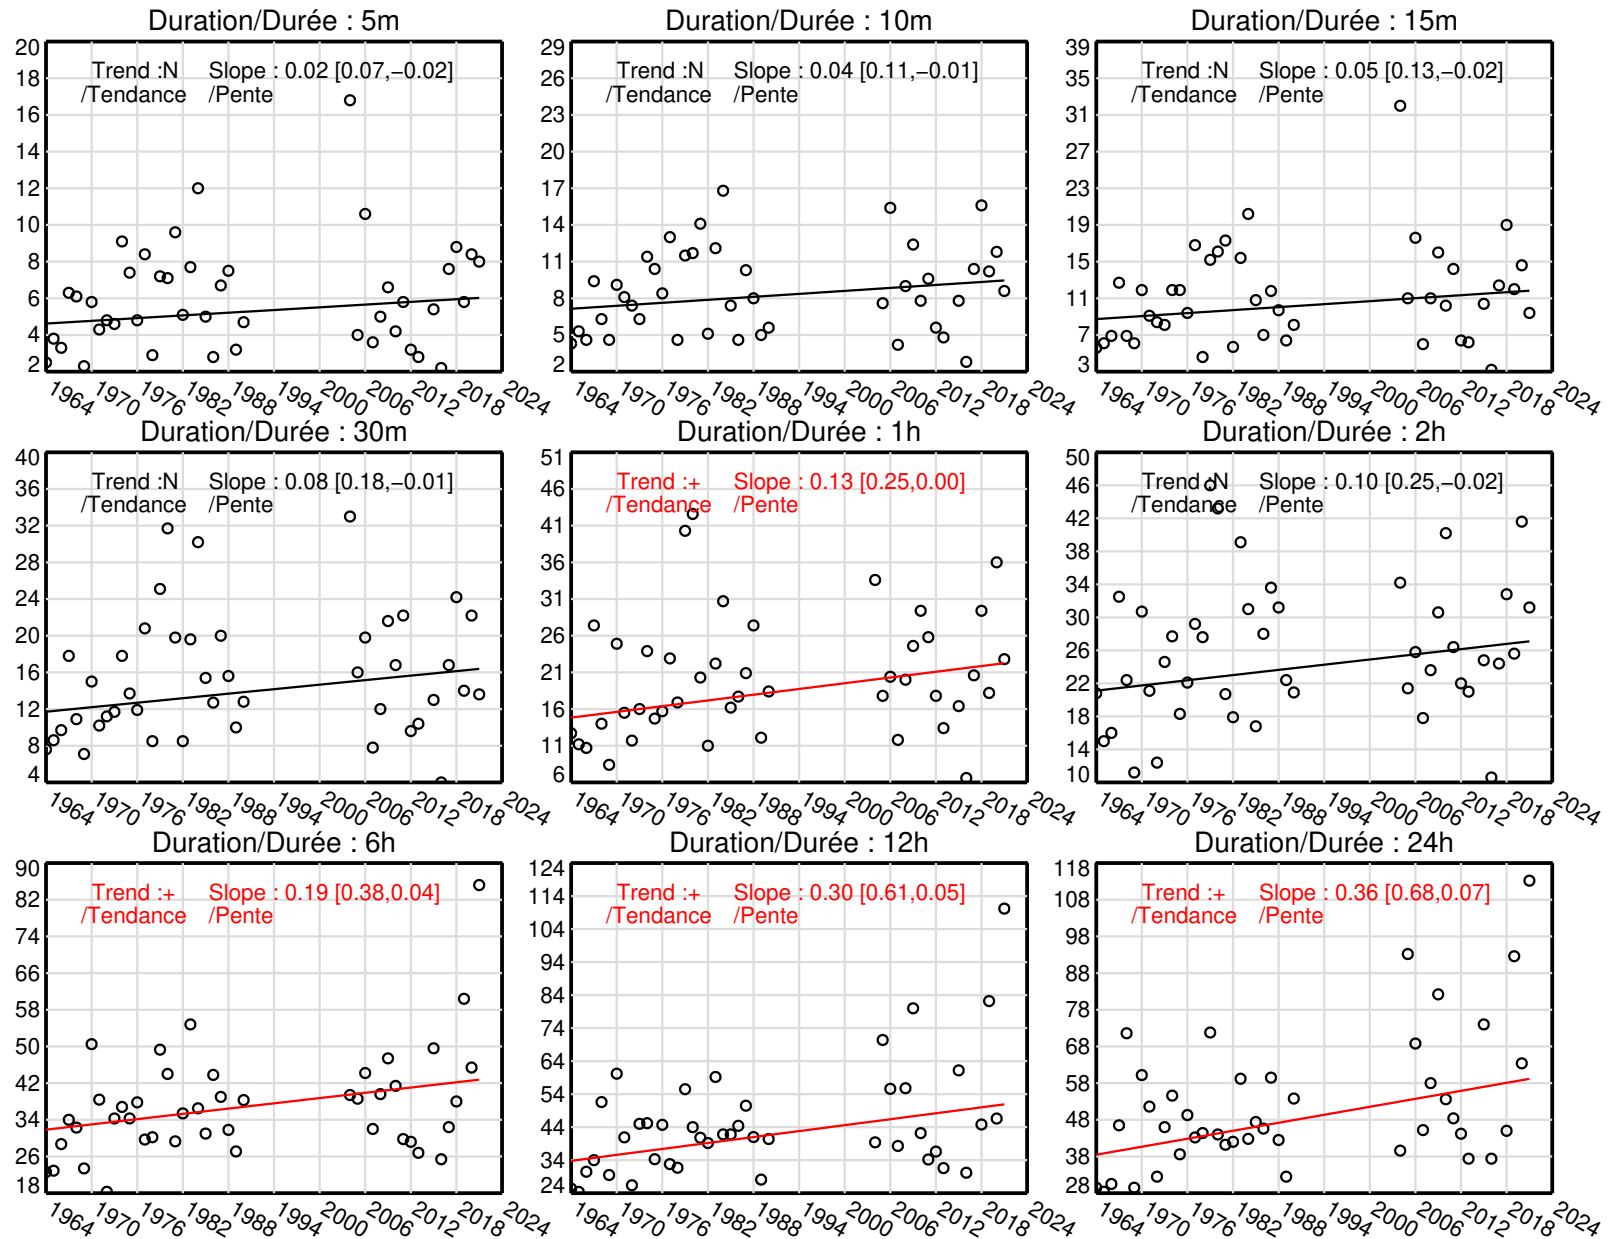 Duration/Durée : 5m
Trend :N Slope : 0.02 [0.07,−0.02]
/Tendance /Pente
20
18
16
14
12
10
8
6
4
2
1964 1970 1976 1982 1988 1994 2000 2006 2012 2018 2024
Duration/Durée : 10m
Trend :N Slope : 0.04 [0.11,−0.01]
/Tendance /Pente
29
26
23
20
17
14
11
8
5
2
1964 1970 1976 1982 1988 1994 2000 2006 2012 2018 2024
Duration/Durée : 15m
Trend :N Slope : 0.05 [0.13,−0.02]
/Tendance /Pente
39
35
31
27
23
19
15
11
7
3
1964 1970 1976 1982 1988 1994 2000 2006 2012 2018 2024
Duration/Durée : 30m
Trend :N Slope : 0.08 [0.18,−0.01]
/Tendance /Pente
40
36
32
28
24
20
16
12
8
4
1964 1970 1976 1982 1988 1994 2000 2006 2012 2018 2024
Duration/Durée : 1h
Trend :+ Slope : 0.13 [0.25,0.00]
/Tendance /Pente
51
46
41
36
31
26
21
16
11
6
1964 1970 1976 1982 1988 1994 2000 2006 2012 2018 2024
Duration/Durée : 2h
Trend :N Slope : 0.10 [0.25,−0.02]
/Tendance /Pente
50
46
42
38
34
30
26
22
18
14
10
1964 1970 1976 1982 1988 1994 2000 2006 2012 2018 2024
Duration/Durée : 6h
Trend :+ Slope : 0.19 [0.38,0.04]
/Tendance /Pente
90
82
74
66
58
50
42
34
26
18
1964 1970 1976 1982 1988 1994 2000 2006 2012 2018 2024
Duration/Durée : 12h
Trend :+ Slope : 0.30 [0.61,0.05]
/Tendance /Pente
124
114
104
94
84
74
64
54
44
34
24
1964 1970 1976 1982 1988 1994 2000 2006 2012 2018 2024
Duration/Durée : 24h
Trend :+ Slope : 0.36 [0.68,0.07]
/Tendance /Pente
118
108
98
88
78
68
58
48
38
28
1964 1970 1976 1982 1988 1994 2000 2006 2012 2018 2024